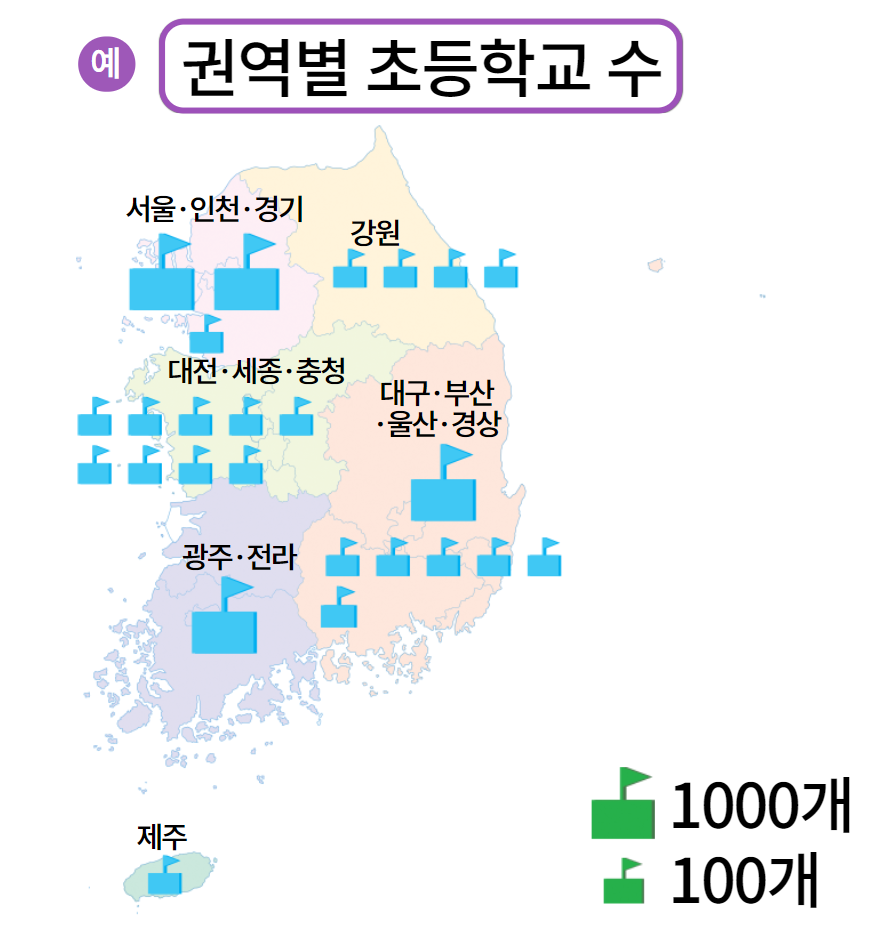 예 권역별 초등학교 수
서울·인천·경기
강원
대전·세종·충청
대구·부산
·울산·경상
광주·전라
제주
1000개
100개